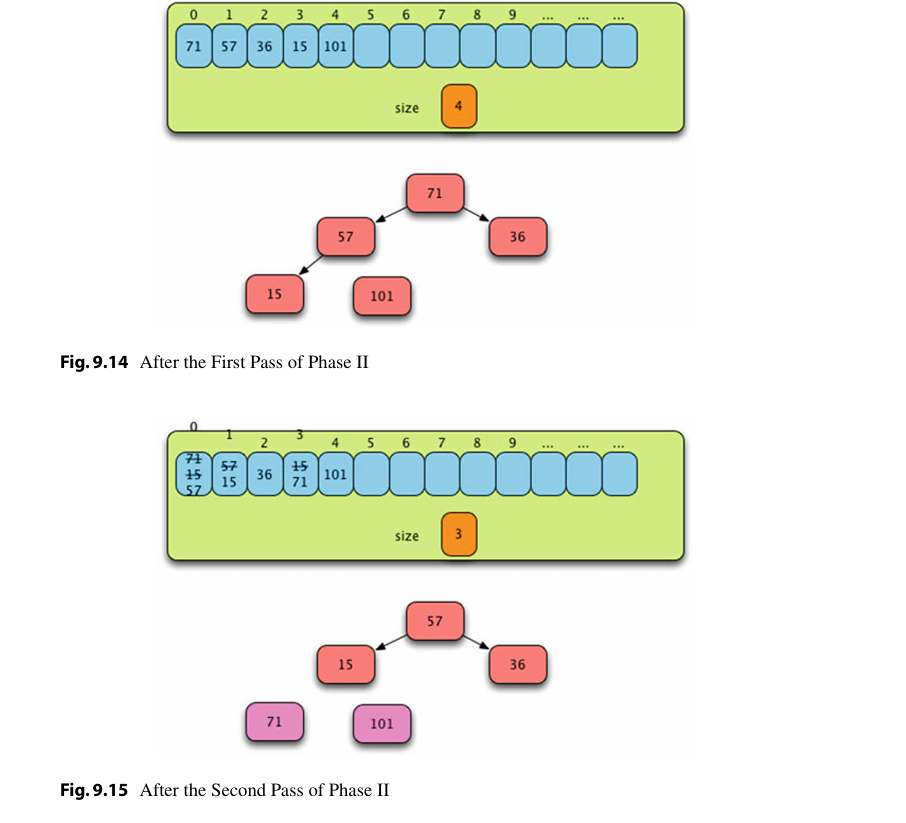 0 1 2 3 4 5 6 7 8 9 ... ... ...
71 57 36 15 101
size 4
71
57 36
15 101
Fig. 9.14 After the First Pass of Phase II
0 1 2 3 4 5 6 7 8 9 ... ... ...
71 57 15
15 15 36 71 101
57
size 3
57
15 36
71 101
Fig. 9.15 After the Second Pass of Phase II